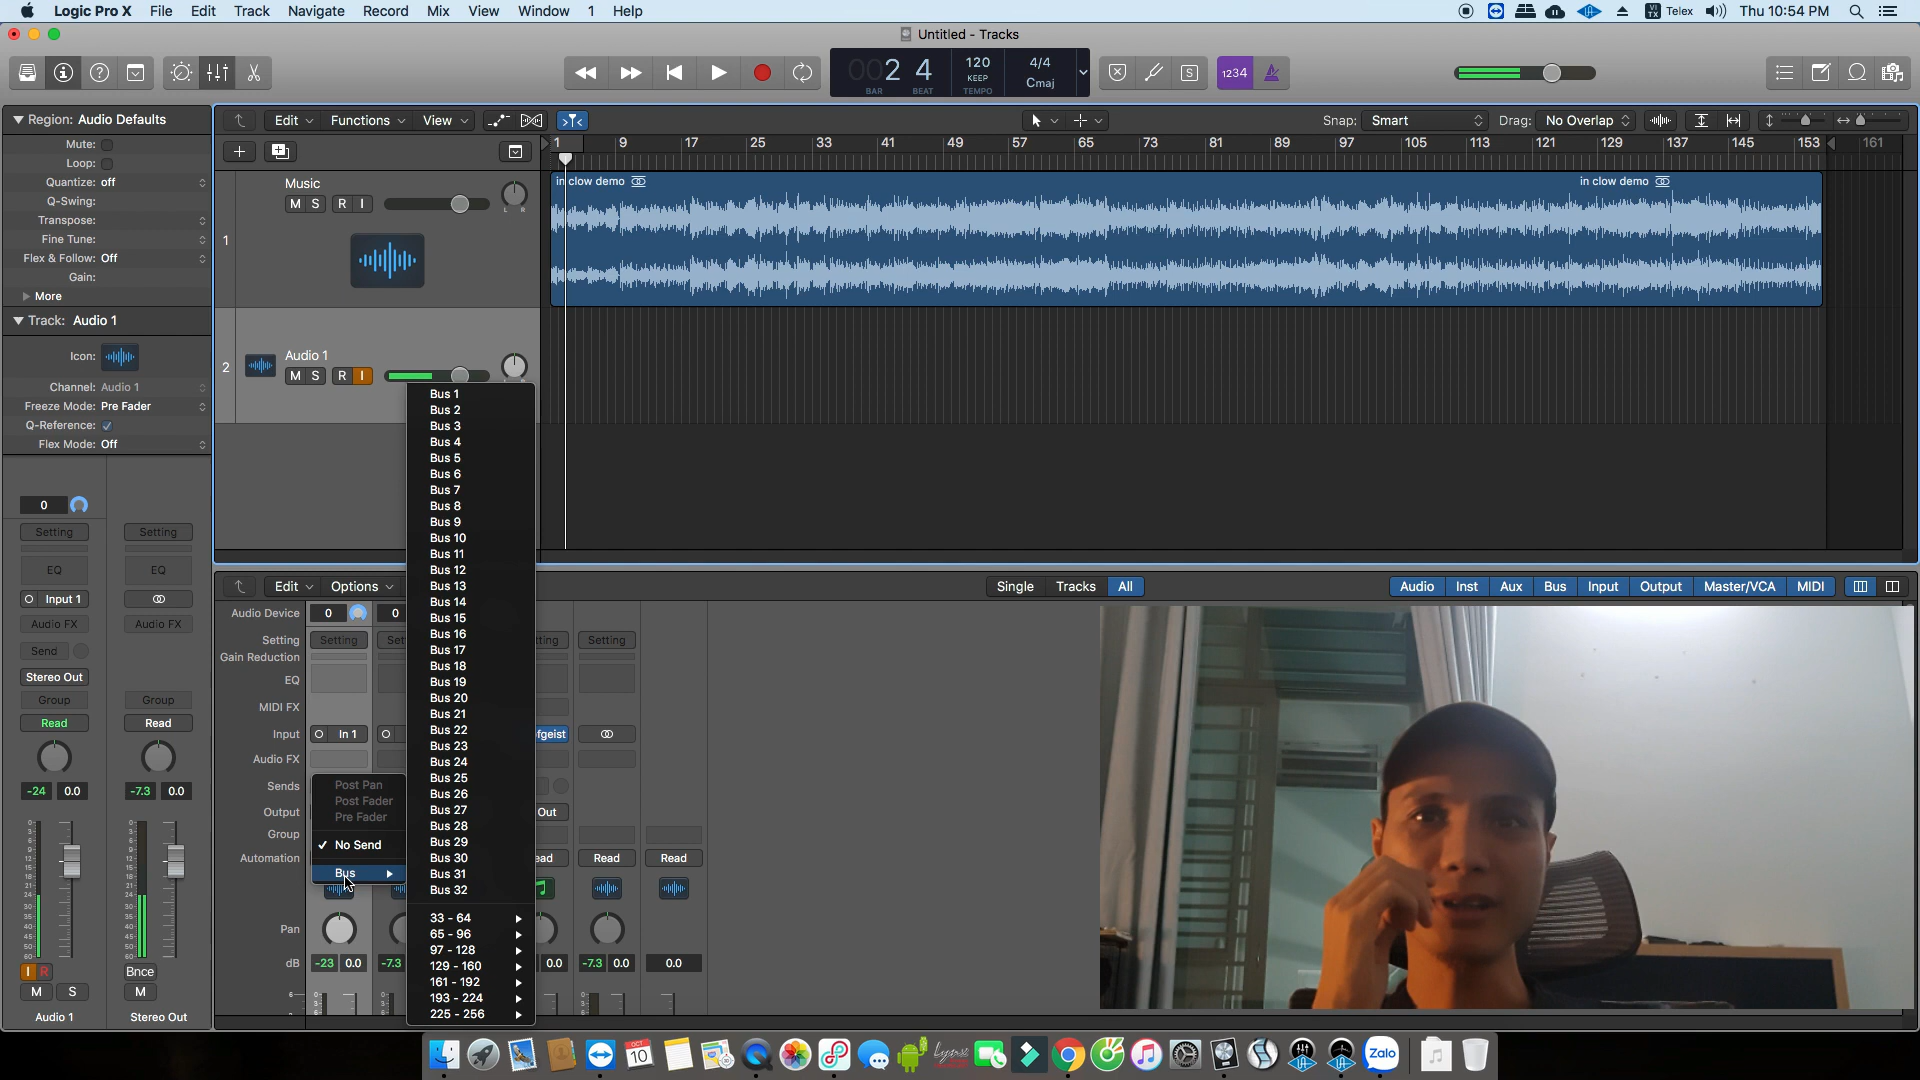 Logic Pro X File Edit Track Navigate Record Mix View Window 1 Help
Telex Thu 10:54 PM
Untitled - Tracks
002 4
BAR BEAT
120
KEEP
TEMPO
4/4
Cmaj
S
1234
Region: Audio Defaults
Mute:
Loop:
Quantize: off
Q-Swing:
Transpose:
Fine Tune:
Flex & Follow: Off
Gain:
More
Track: Audio 1
Icon:
Channel: Audio 1
Freeze Mode: Pre Fader
Q-Reference:
Flex Mode: Off
0
Setting Setting
EQ EQ
Input 1
Audio FX Audio FX
Send
Stereo Out
Group Group
Read Read
-24 0.0 -7.3 0.0
I R Bnce
M S M
Audio 1 Stereo Out
Edit Functions View
Snap: Smart Drag: No Overlap
1 9 17 25 33 41 49 57 65 73 81 89 97 105 113 121 129 137 145 153 161
1
Music
M S R I
L R
in clow demo in clow demo
2
Audio 1
M S R I
Edit Options
Single Tracks All
Audio Inst Aux Bus Input Output Master/VCA MIDI
Audio Device 0 0
Setting Setting Set tting Setting
Gain Reduction
EQ
MIDI FX
Input In 1 fgeist
Audio FX
Sends
Output Out
Group
Automation ead Read Read
Pan
dB -23 0.0 -7.3 0.0 -7.3 0.0 0.0
Post Pan
Post Fader
Pre Fader
No Send
Bus
Bus 1
Bus 2
Bus 3
Bus 4
Bus 5
Bus 6
Bus 7
Bus 8
Bus 9
Bus 10
Bus 11
Bus 12
Bus 13
Bus 14
Bus 15
Bus 16
Bus 17
Bus 18
Bus 19
Bus 20
Bus 21
Bus 22
Bus 23
Bus 24
Bus 25
Bus 26
Bus 27
Bus 28
Bus 29
Bus 30
Bus 31
Bus 32
33 - 64
65 - 96
97 - 128
129 - 160
161 - 192
193 - 224
225 - 256
OCT
10
Lynx
Zalo